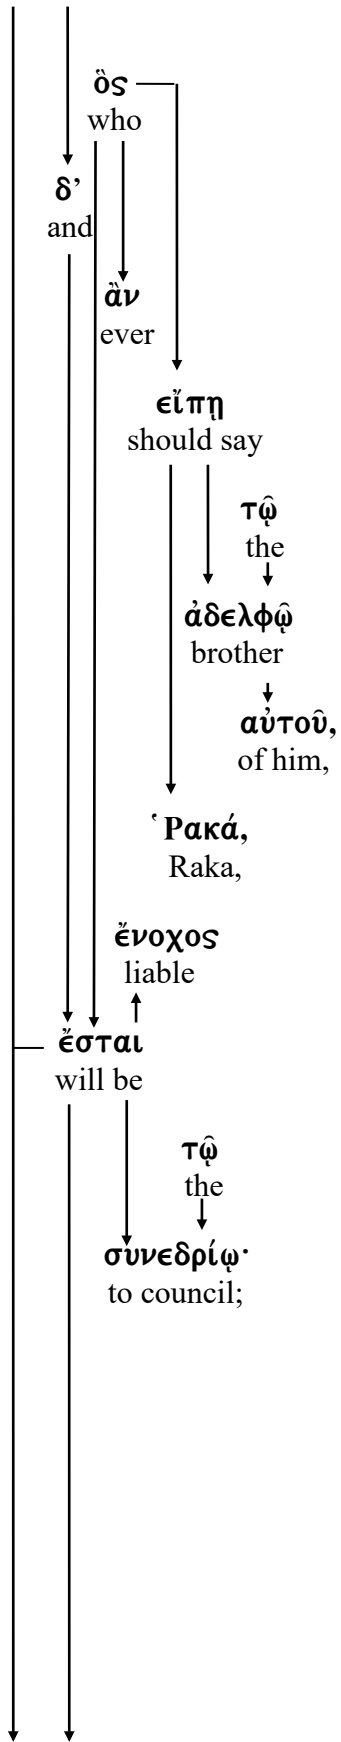 ὃς
who
δ’
and
ἂν
ever
εἴπῃ
should say
τῷ
the
ἀδελφῷ
brother
αὐτοῦ,
of him,
Ῥακά,
Raka,
ἔνοχος
liable
ἔσται
will be
τῷ
the
συνεδρίῳ·
to council;